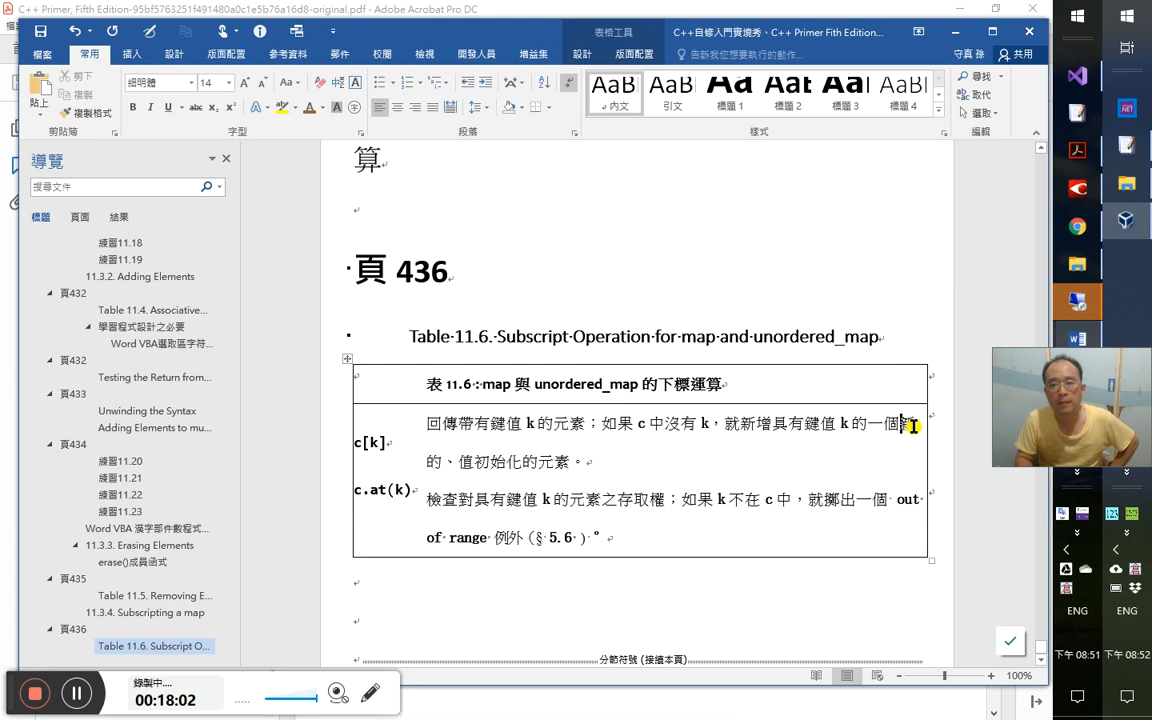 C++ Primer, Fifth Edition-95bf5763251f491480a0c1e5b76a16d8-original.pdf - Adobe Acrobat Pro DC
表格工具
C++自修入門實境秀、C++ Primer Fifth Edition...
檔案 常用 插入 設計 版面配置 參考資料 郵件 校閱 檢視 開發人員 增益集 設計 版面配置 告訴我您想要執行的動作... 守真 孫 共用
貼上
剪下
複製
複製格式
細明體 14
AaB 內文
AaB 引文
Aa 標題 1
Aat 標題 2
Aal 標題 3
AaB 標題 4
尋找
取代
選取
剪貼簿 字型 段落 樣式 編輯
導覽
搜尋文件
標題 頁面 結果
練習11.18
練習11.19
11.3.2. Adding Elements
頁432
Table 11.4. Associative...
學習程式設計之必要
Word VBA選取區字符...
頁432
Testing the Return from...
頁433
Unwinding the Syntax
Adding Elements to mu...
頁434
練習11.20
練習11.21
練習11.22
練習11.23
Word VBA 漢字部件數程式...
11.3.3. Erasing Elements
erase()成員函式
頁435
Table 11.5. Removing E...
11.3.4. Subscripting a map
頁436
Table 11.6. Subscript O...
算
頁 436
Table 11.6. Subscript Operation for map and unordered_map
表 11.6 : map 與 unordered_map 的下標運算
c[k]
回傳帶有鍵值 k 的元素；如果 c 中沒有 k，就新增具有鍵值 k 的一個新
的、值初始化的元素。
c.at(k)
檢查對具有鍵值 k 的元素之存取權；如果 k 不在 c 中，就擲出一個 out
of range 例外（§ 5.6 ）。
分節符號 (接續本頁)
100%
錄製中....
00:18:02
ENG ENG
下午 08:51 下午 08:52